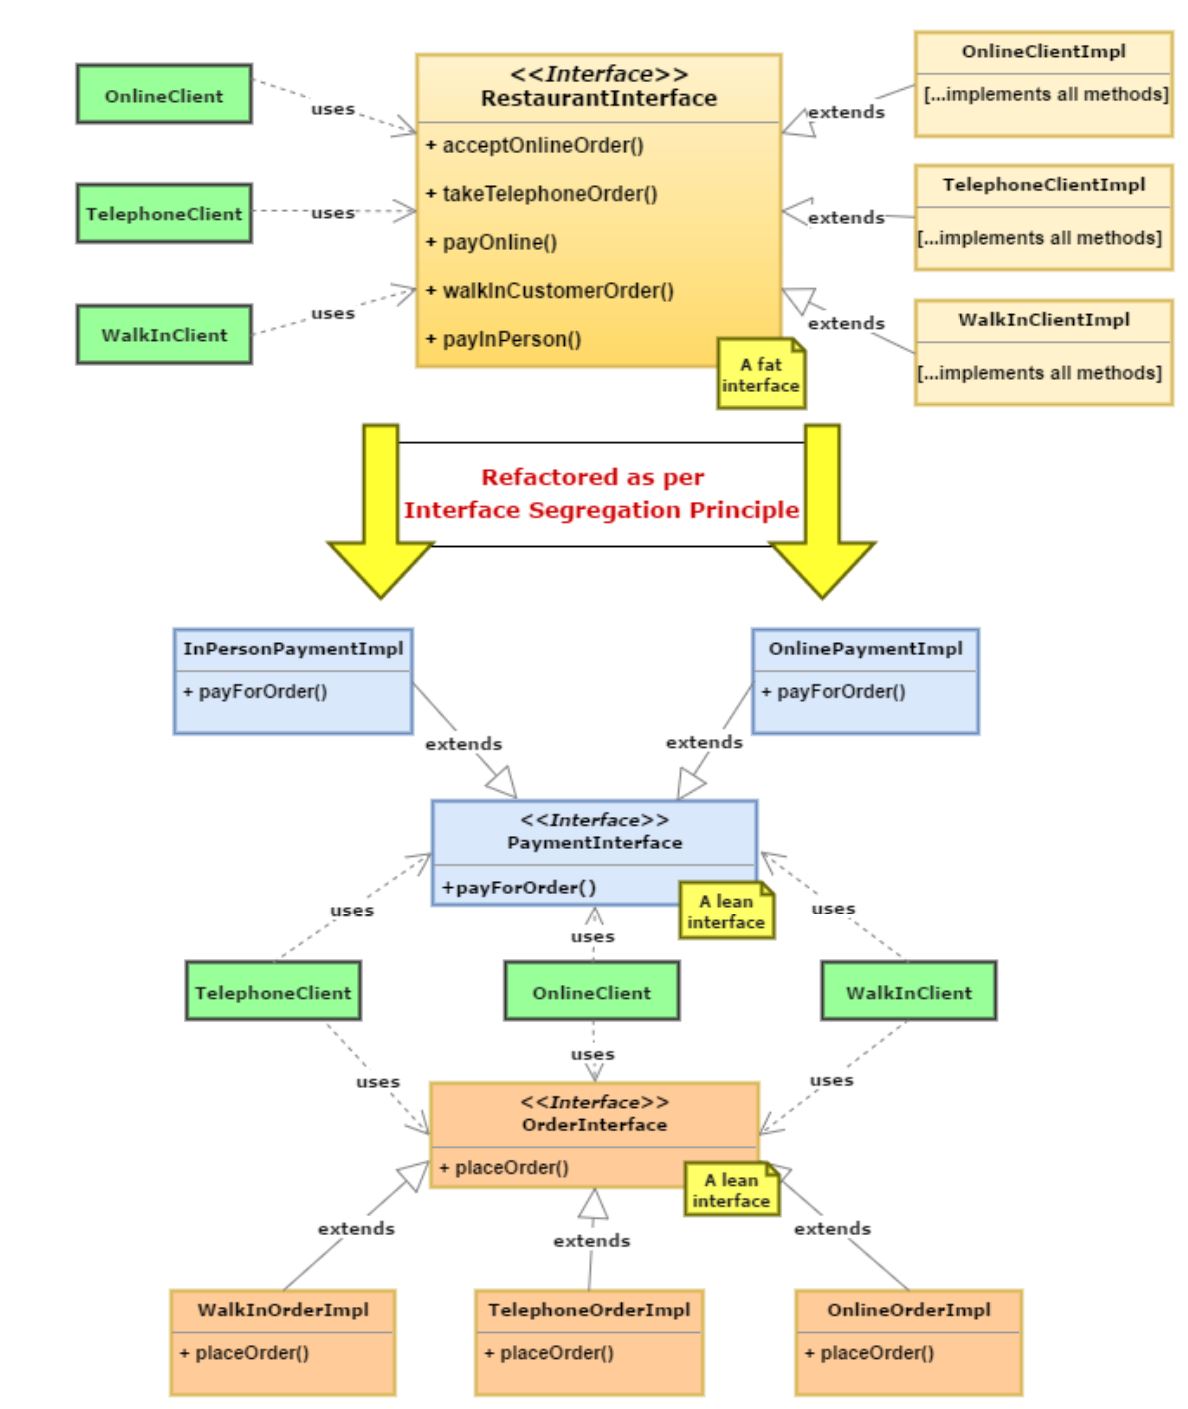 OnlineClient
uses
TelephoneClient
uses
WalkInClient
uses
<<Interface>>
RestaurantInterface
+ acceptOnlineOrder()
+ takeTelephoneOrder()
+ payOnline()
+ walkInCustomerOrder()
+ payInPerson()
A fat
interface
extends
OnlineClientImpl
[...implements all methods]
extends
TelephoneClientImpl
[...implements all methods]
extends
WalkInClientImpl
[...implements all methods]
Refactored as per
Interface Segregation Principle
InPersonPaymentImpl
+ payForOrder()
OnlinePaymentImpl
+ payForOrder()
extends
extends
<<Interface>>
PaymentInterface
+payForOrder()
A lean
interface
uses
uses
uses
TelephoneClient
OnlineClient
WalkInClient
uses
uses
uses
<<Interface>>
OrderInterface
+ placeOrder()
A lean
interface
extends
extends
extends
WalkInOrderImpl
+ placeOrder()
TelephoneOrderImpl
+ placeOrder()
OnlineOrderImpl
+ placeOrder()